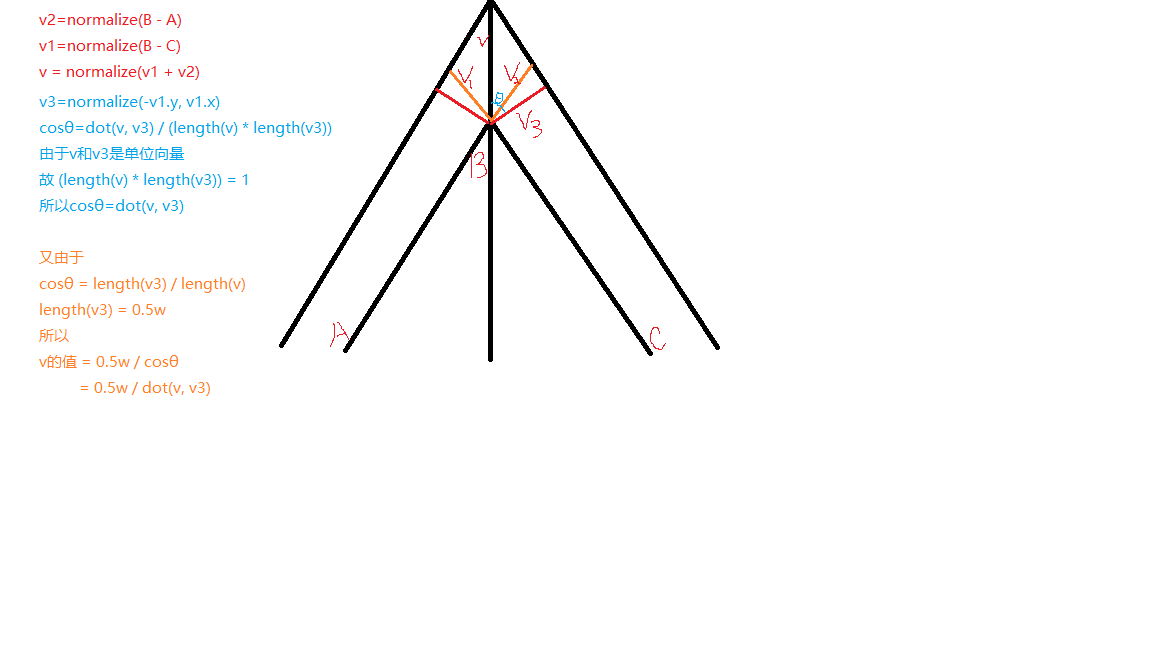 v2=normalize(B - A)
v1=normalize(B - C)
v = normalize(v1 + v2)
v3=normalize(-v1.y, v1.x)
cosθ=dot(v, v3) / (length(v) * length(v3))
由于v和v3是单位向量
故 (length(v) * length(v3)) = 1
所以cosθ=dot(v, v3)
又由于
cosθ = length(v3) / length(v)
length(v3) = 0.5w
所以
v的值 = 0.5w / cosθ
= 0.5w / dot(v, v3)
v
V1
V2
θ
V3
B
A
C